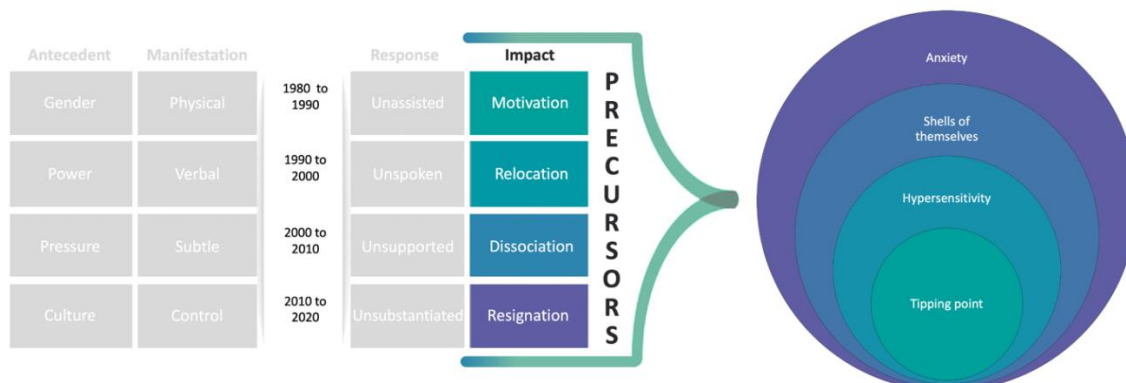 Antecedent Manifestation Response Impact
Gender Physical 1980 to Unassisted Motivation
1990
Power Verbal 1990 to Unspoken Relocation
2000
Pressure Subtle 2000 to Unsupported Dissociation
2010
Culture Control 2010 to Unsubstantiated Resignation
2020
PRECURSORS
Anxiety
Shells of
themselves
Hypersensitivity
Tipping point